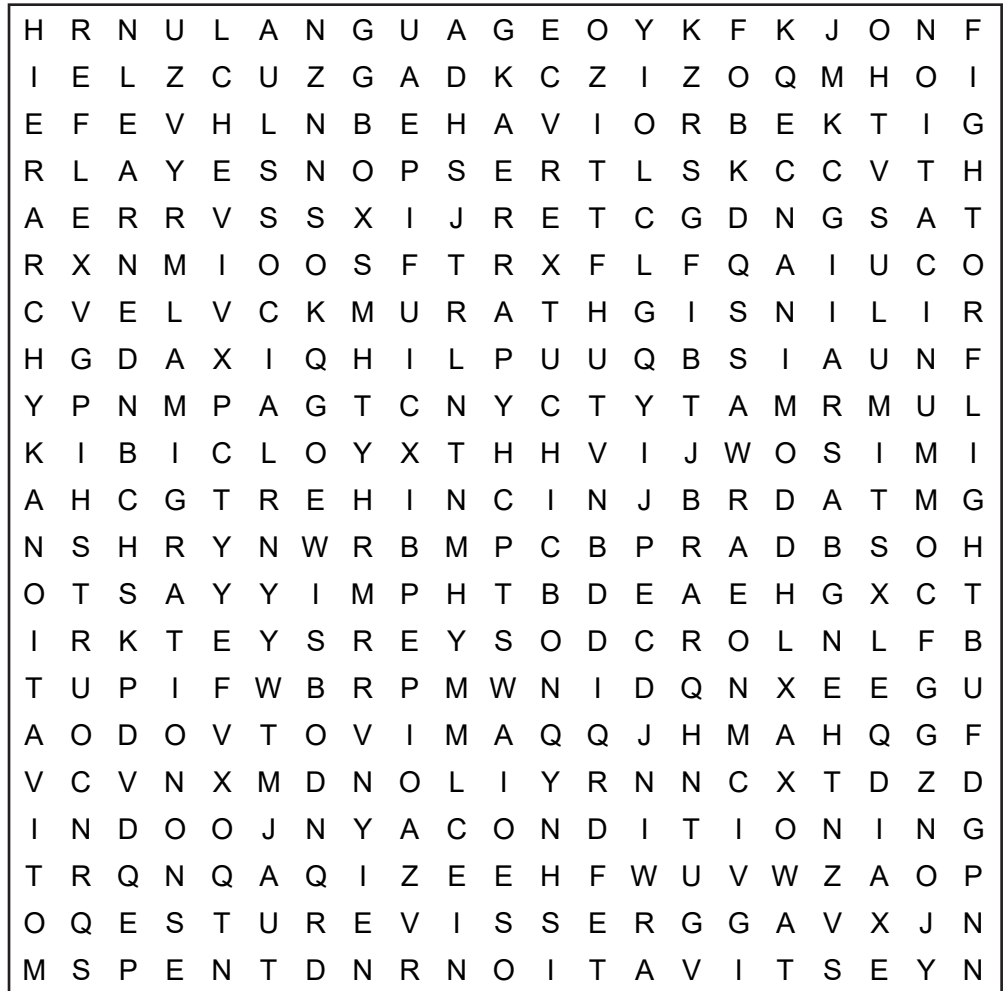 H R N U L A N G U A G E O Y K F K J O N F
I E L Z C U Z G A D K C Z I Z O Q M H O I
E F E V H L N B E H A V I O R B E K T I G
R L A Y E S N O P S E R T L S K C C V T H
A E R R V S S X I J R E T C G D N G S A T
R X N M I O O S F T R X F L F Q A I U C O
C V E L V C K M U R A T H G I S N I L I R
H G D A X I Q H I L P U U Q B S I A U N F
Y P N M P A G T C N Y C T Y T A M R M U L
K I B I C L O Y X T H H V I J W O S I M I
A H C G T R E H I N C I N J B R D A T M G
N S H R Y N W R B M P C B P R A D B S O H
O T S A Y Y I M P H T B D E A E H G X C T
I R K T E Y S R E Y S O D C R O L N L F B
T U P I F W B R P M W N I D Q N X E E G U
A O D O V T O V I M A Q Q J H M A H Q G F
V C V N X M D N O L I Y R N N C X T D Z D
I N D O O J N Y A C O N D I T I O N I N G
T R Q N Q A Q I Z E E H F W U V W Z A O P
O Q E S T U R E V I S S E R G G A V X J N
M S P E N T D N R N O I T A V I T S E Y N